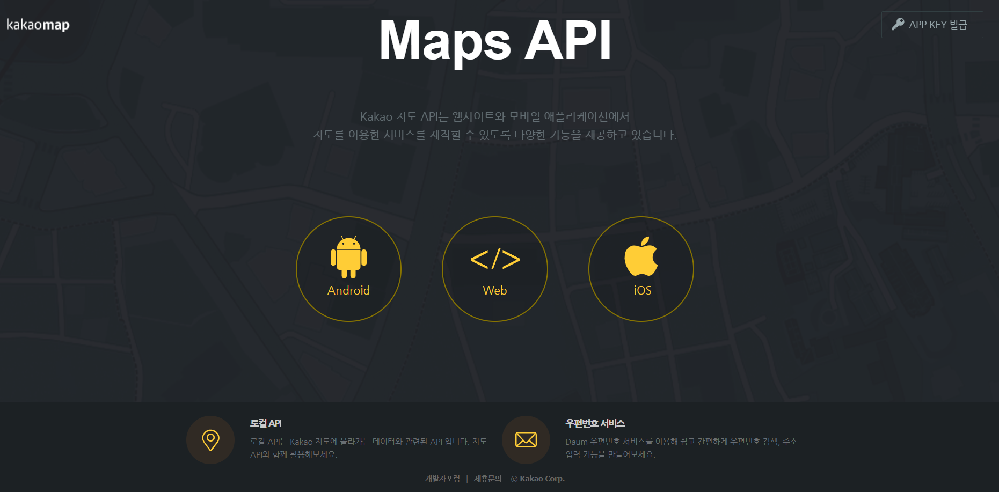 kakaomap
Maps API
APP KEY 발급
Kakao 지도 API는 웹사이트와 모바일 애플리케이션에서
지도를 이용한 서비스를 제작할 수 있도록 다양한 기능을 제공하고 있습니다.
Android
</> Web
iOS
로컬 API
로컬 API는 Kakao 지도에 올라가는 데이터와 관련된 API 입니다. 지도
API와 함께 활용해보세요.
우편번호 서비스
Daum 우편번호 서비스를 이용해 쉽고 간편하게 우편번호 검색, 주소
입력 기능을 만들어보세요.
개발자포럼 | 제휴문의 © Kakao Corp.